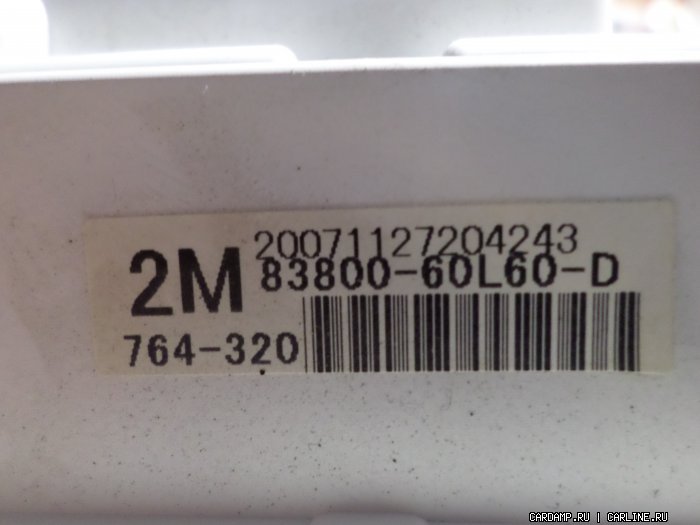 20071127204243
2M 83800-60L60-D
764-320
CARDAMP.RU | CARLINE.RU